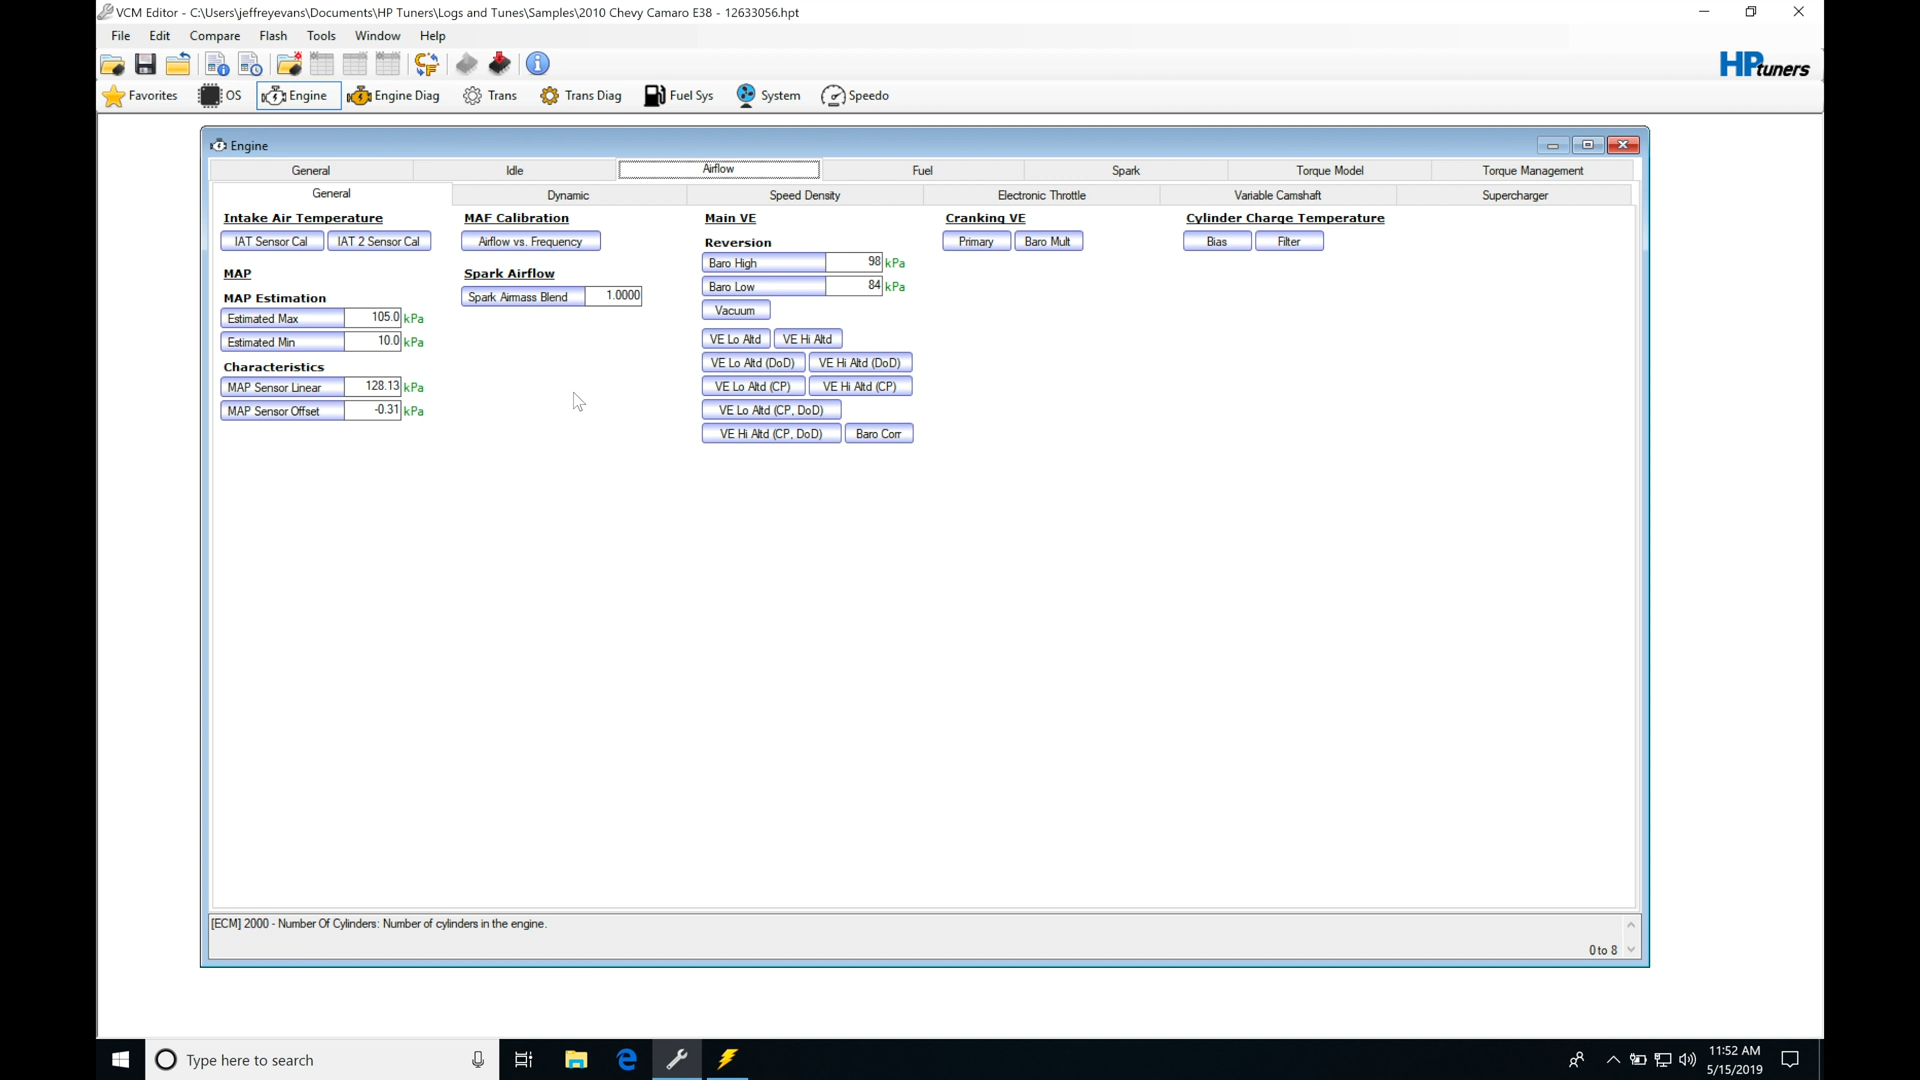 VCM Editor - C:\Users\jeffreyevans\Documents\HP Tuners\Logs and Tunes\Samples\2010 Chevy Camaro E38 - 12633056.hpt
File Edit Compare Flash Tools Window Help
HPtuners
Favorites OS Engine Engine Diag Trans Trans Diag Fuel Sys System Speedo
Engine
General Idle Airflow Fuel Spark Torque Model Torque Management
General Dynamic Speed Density Electronic Throttle Variable Camshaft Supercharger
Intake Air Temperature
IAT Sensor Cal IAT 2 Sensor Cal
MAP
MAP Estimation
Estimated Max 105.0 kPa
Estimated Min 10.0 kPa
Characteristics
MAP Sensor Linear 128.13 kPa
MAP Sensor Offset -0.31 kPa
MAF Calibration
Airflow vs. Frequency
Spark Airflow
Spark Airmass Blend 1.0000
Main VE
Reversion
Baro High 98 kPa
Baro Low 84 kPa
Vacuum
VE Lo Altd VE Hi Altd
VE Lo Altd (DoD) VE Hi Altd (DoD)
VE Lo Altd (CP) VE Hi Altd (CP)
VE Lo Altd (CP, DoD)
VE Hi Altd (CP, DoD) Baro Corr
Cranking VE
Primary Baro Mult
Cylinder Charge Temperature
Bias Filter
[ECM] 2000 - Number Of Cylinders: Number of cylinders in the engine.
0 to 8
Type here to search
11:52 AM
5/15/2019